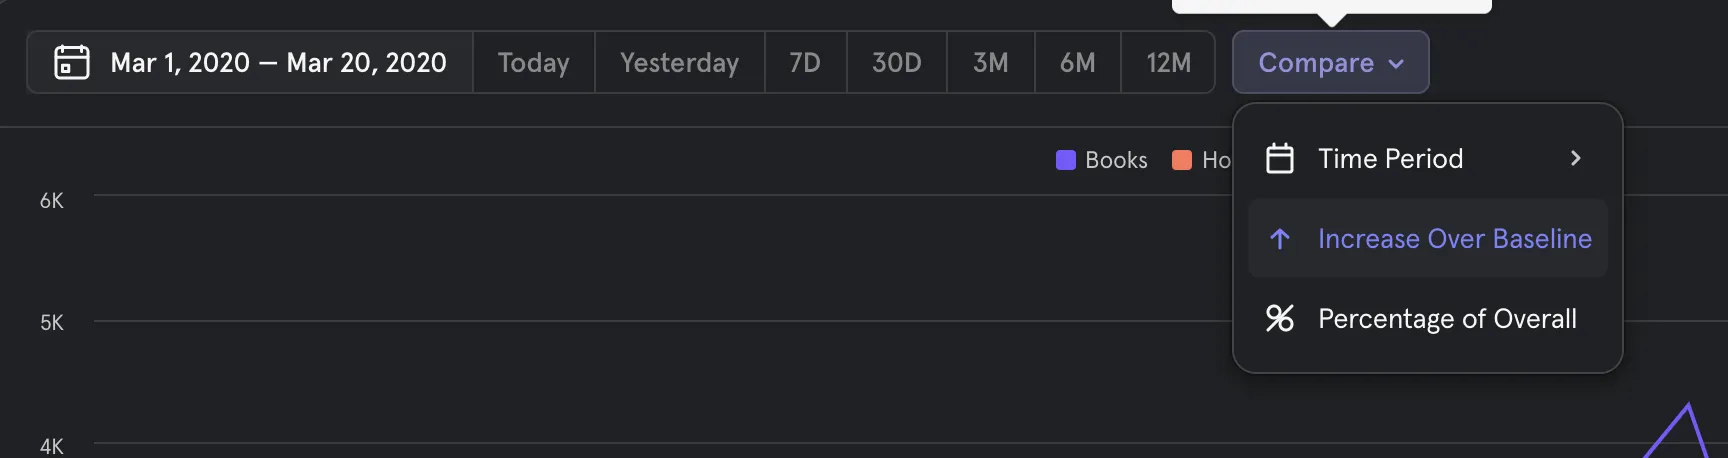 Mar 1, 2020 — Mar 20, 2020 Today Yesterday 7D 30D 3M 6M 12M Compare
Time Period
Books Ho
6K
Increase Over Baseline
Percentage of Overall
5K
4K